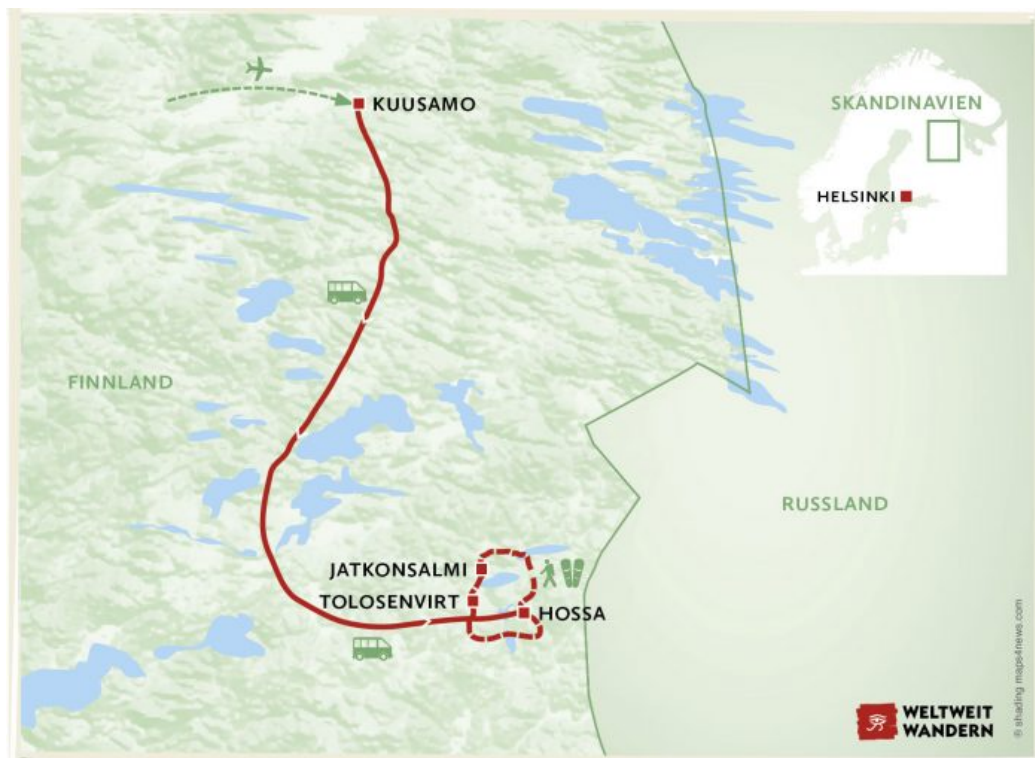 KUUSAMO
SKANDINAVIEN
HELSINKI
FINNLAND
RUSSLAND
JATKONSALMI
TOLOSENVIRT
HOSSA
WELTWEIT
WANDERN
© shading maps4news.com